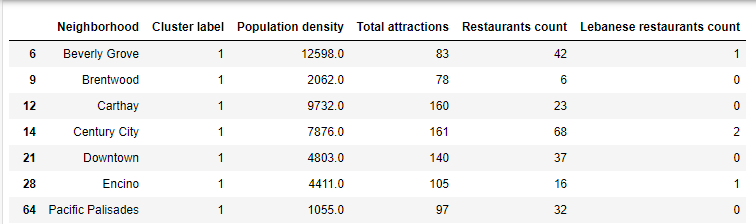 Neighborhood Cluster label Population density Total attractions Restaurants count Lebanese restaurants count
6 Beverly Grove 1 12598.0 83 42 1
9 Brentwood 1 2062.0 78 6 0
12 Carthay 1 9732.0 160 23 0
14 Century City 1 7876.0 161 68 2
21 Downtown 1 4803.0 140 37 0
28 Encino 1 4411.0 105 16 1
64 Pacific Palisades 1 1055.0 97 32 0